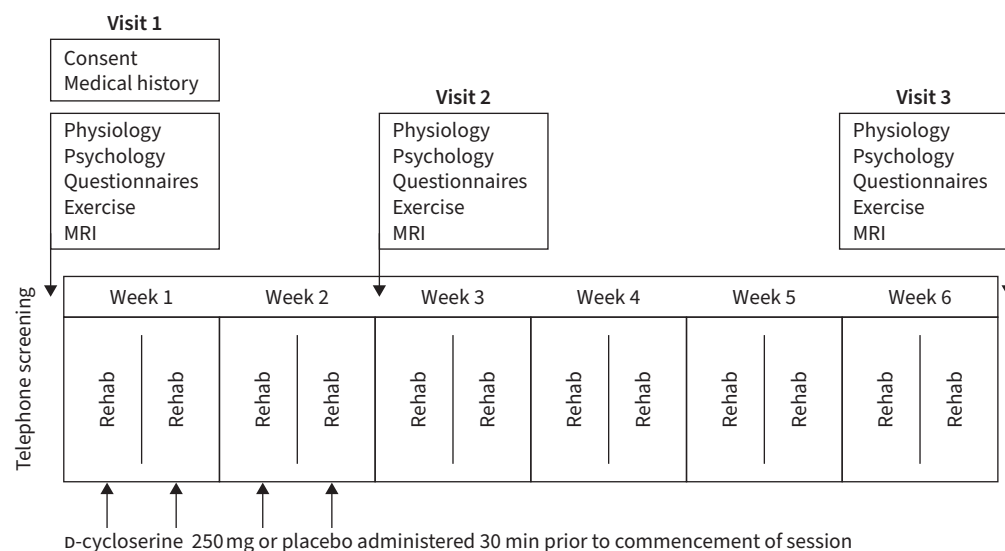 Visit 1
Consent
Medical history
Physiology
Psychology
Questionnaires
Exercise
MRI
Visit 2
Physiology
Psychology
Questionnaires
Exercise
MRI
Visit 3
Physiology
Psychology
Questionnaires
Exercise
MRI
Telephone screening
Week 1
Week 2
Week 3
Week 4
Week 5
Week 6
Rehab
Rehab
Rehab
Rehab
Rehab
Rehab
Rehab
Rehab
Rehab
Rehab
Rehab
Rehab
D-cycloserine 250 mg or placebo administered 30 min prior to commencement of session